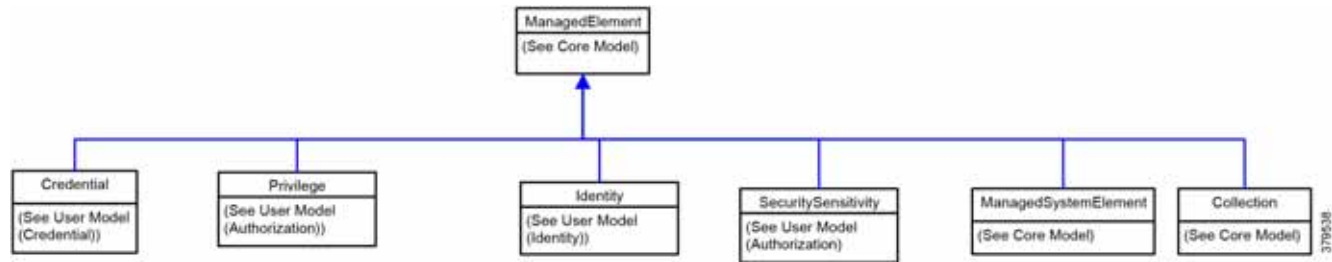 ManagedElement
(See Core Model)
Credential
(See User Model
(Credential))
Privilege
(See User Model
(Authorization))
Identity
(See User Model
(Identity))
SecuritySensitivity
(See User Model
(Authorization)
ManagedSystemElement
(See Core Model)
Collection
(See Core Model)
379538-